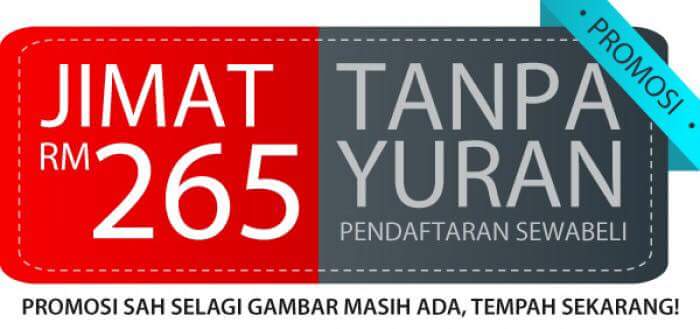 JIMAT
RM 265
TANPA
YURAN
PENDAFTARAN SEWABELI
• PROMOSI •
PROMOSI SAH SELAGI GAMBAR MASIH ADA, TEMPAH SEKARANG!